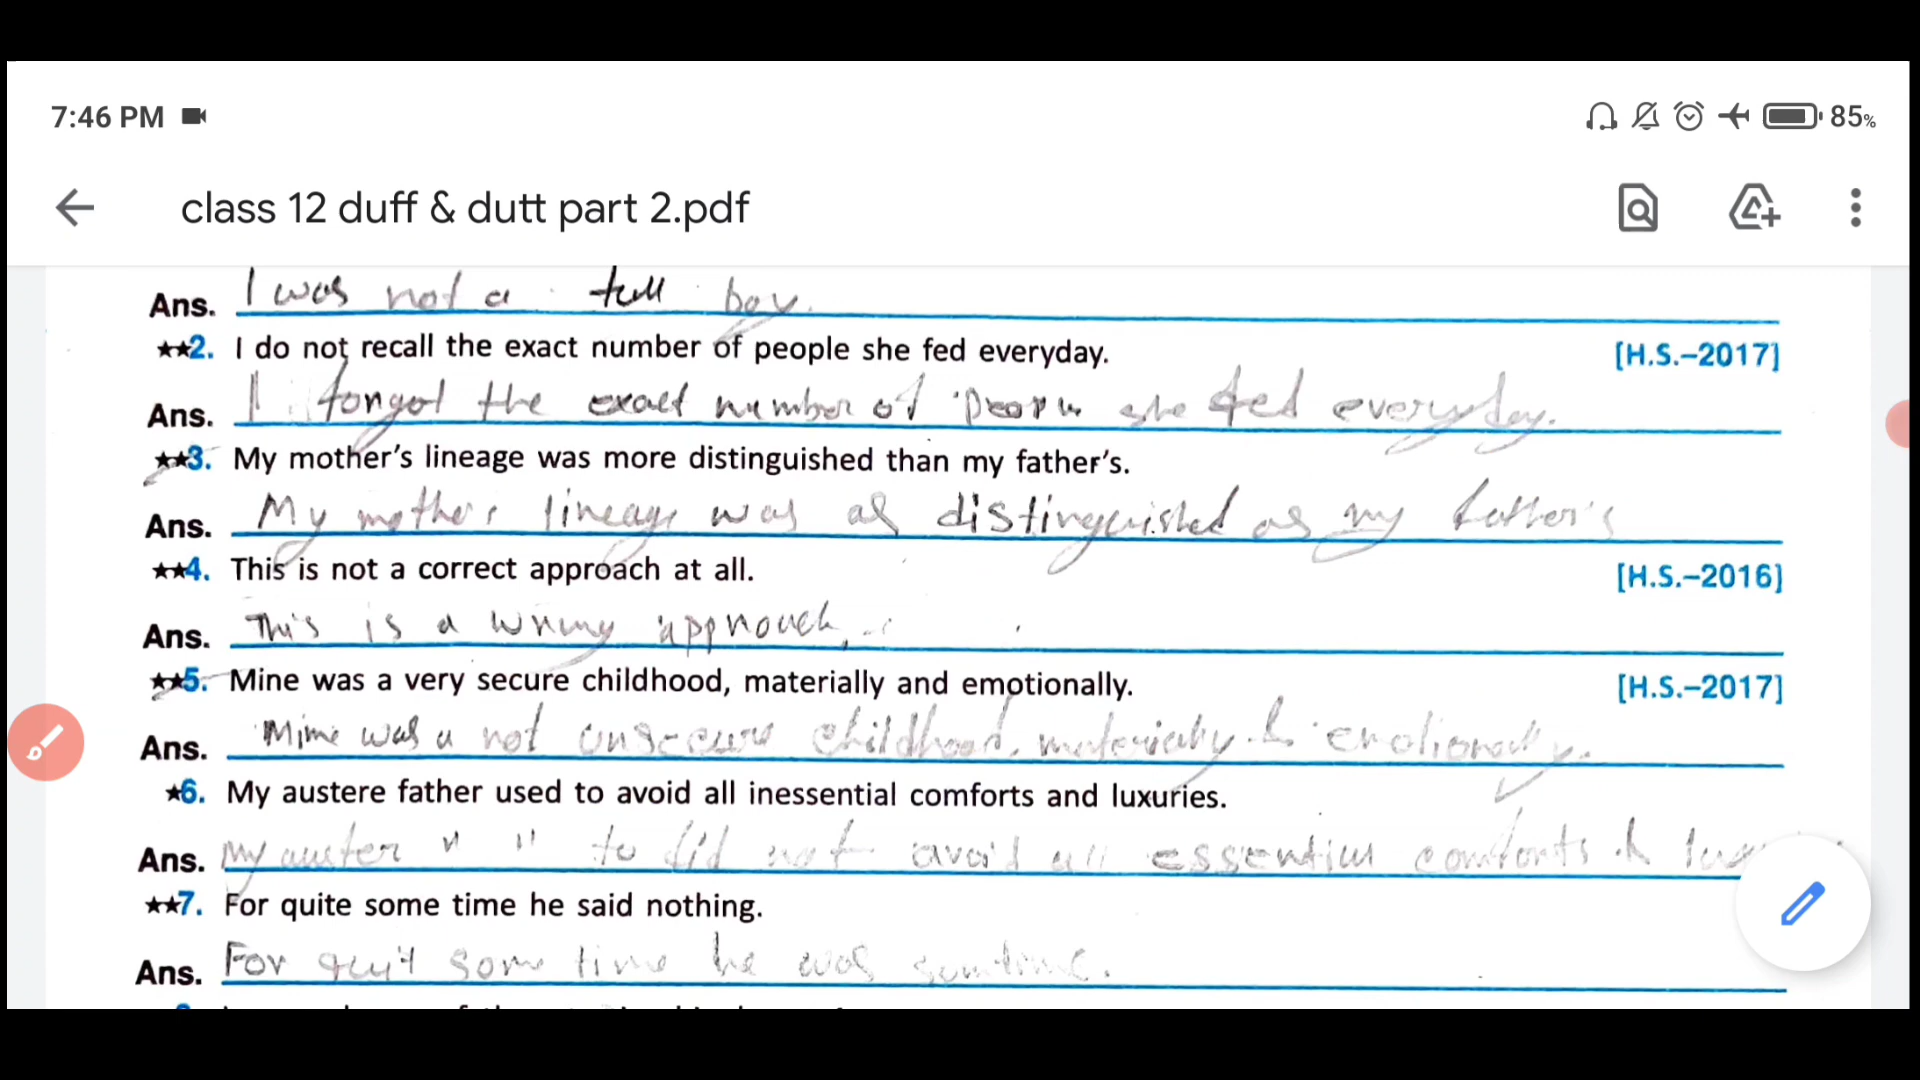 7:46 PM 85%
class 12 duff & dutt part 2.pdf
Ans. I was not a tall boy.
★★2. I do not recall the exact number of people she fed everyday. [H.S.–2017]
Ans. I forgot the exact number of she fed everyday.
★★3. My mother's lineage was more distinguished than my father's.
Ans. My mother's lineage was as distinguished as my father's
★★4. This is not a correct approach at all. [H.S.–2016]
Ans. This is a wrong approach.
★★5. Mine was a very secure childhood, materially and emotionally. [H.S.–2017]
Ans. Mine was a not unsecure childhood, materially & emotionally.
★6. My austere father used to avoid all inessential comforts and luxuries.
Ans. My auster " " to did not avoid all essential comforts &
★★7. For quite some time he said nothing.
Ans. For some time he was